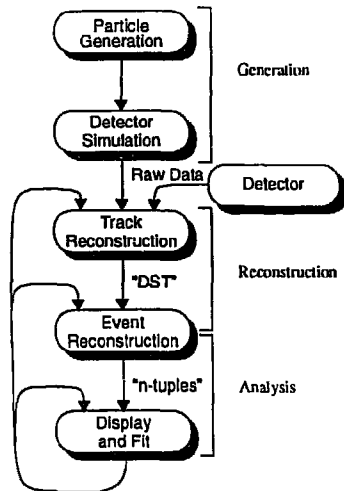 Particle
Generation
Generation
Detector
Simulation
Raw Data
Detector
Track
Reconstruction
Reconstruction
"DST"
Event
Reconstruction
"n-tuples"
Analysis
Display
and Fit